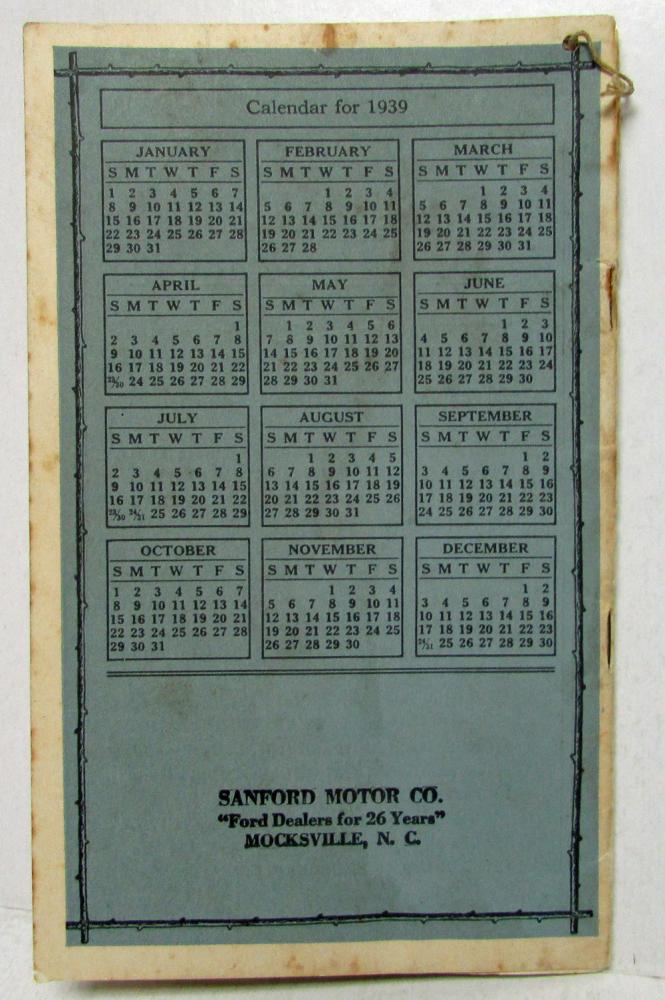 Calendar for 1939
JANUARY
S M T W T F S
1 2 3 4 5 6 7
8 9 10 11 12 13 14
15 16 17 18 19 20 21
22 23 24 25 26 27 28
29 30 31
FEBRUARY
S M T W T F S
1 2 3 4
5 6 7 8 9 10 11
12 13 14 15 16 17 18
19 20 21 22 23 24 25
26 27 28
MARCH
S M T W T F S
1 2 3 4
5 6 7 8 9 10 11
12 13 14 15 16 17 18
19 20 21 22 23 24 25
26 27 28 29 30 31
APRIL
S M T W T F S
1
2 3 4 5 6 7 8
9 10 11 12 13 14 15
16 17 18 19 20 21 22
23/30 24 25 26 27 28 29
MAY
S M T W T F S
1 2 3 4 5 6
7 8 9 10 11 12 13
14 15 16 17 18 19 20
21 22 23 24 25 26 27
28 29 30 31
JUNE
S M T W T F S
1 2 3
4 5 6 7 8 9 10
11 12 13 14 15 16 17
18 19 20 21 22 23 24
25 26 27 28 29 30
JULY
S M T W T F S
1
2 3 4 5 6 7 8
9 10 11 12 13 14 15
16 17 18 19 20 21 22
23/30 24/31 25 26 27 28 29
AUGUST
S M T W T F S
1 2 3 4 5
6 7 8 9 10 11 12
13 14 15 16 17 18 19
20 21 22 23 24 25 26
27 28 29 30 31
SEPTEMBER
S M T W T F S
1 2
3 4 5 6 7 8 9
10 11 12 13 14 15 16
17 18 19 20 21 22 23
24 25 26 27 28 29 30
OCTOBER
S M T W T F S
1 2 3 4 5 6 7
8 9 10 11 12 13 14
15 16 17 18 19 20 21
22 23 24 25 26 27 28
29 30 31
NOVEMBER
S M T W T F S
1 2 3 4
5 6 7 8 9 10 11
12 13 14 15 16 17 18
19 20 21 22 23 24 25
26 27 28 29 30
DECEMBER
S M T W T F S
1 2
3 4 5 6 7 8 9
10 11 12 13 14 15 16
17 18 19 20 21 22 23
24/31 25 26 27 28 29 30
SANFORD MOTOR CO.
"Ford Dealers for 26 Years"
MOCKSVILLE, N. C.